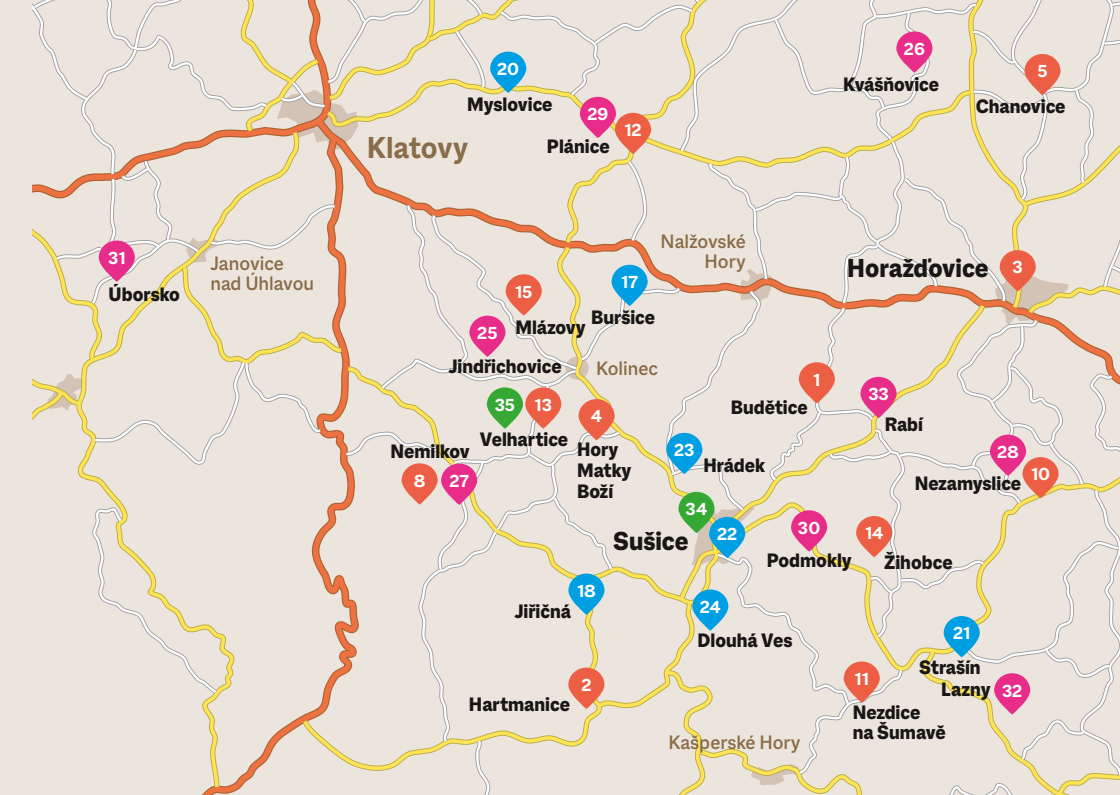 26
Kvášňovice
20
Myslovice
5
Chanovice
29
12
Plánice
Klatovy
31
Úborsko
Janovice
nad Úhlavou
Nalžovské
Hory
Horažďovice
3
15
Mlázovy
17
Buršice
25
Jindřichovice
Kolinec
1
Budětice
33
Rabí
35
13
Velhartice
4
Hory
Matky
Boží
Nemilkov
8
27
23
Hrádek
28
Nezamyslice
10
34
Sušice
22
30
Podmokly
14
Žihobce
18
Jiřičná
24
Dlouhá Ves
21
Strašín
Lazny
32
2
Hartmanice
11
Nezdice
na Šumavě
Kašperské Hory